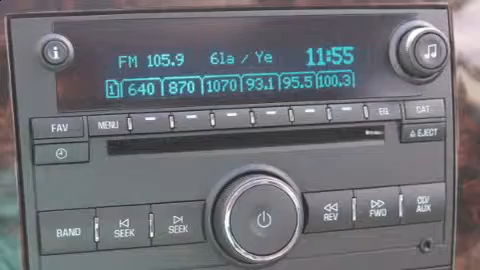 FM 105.9 6la / Ye 11:55
1 640 870 1070 93.1 95.5 100.3
FAV MENU EQ CAT
EJECT
BAND SEEK SEEK REV FWD CD/AUX